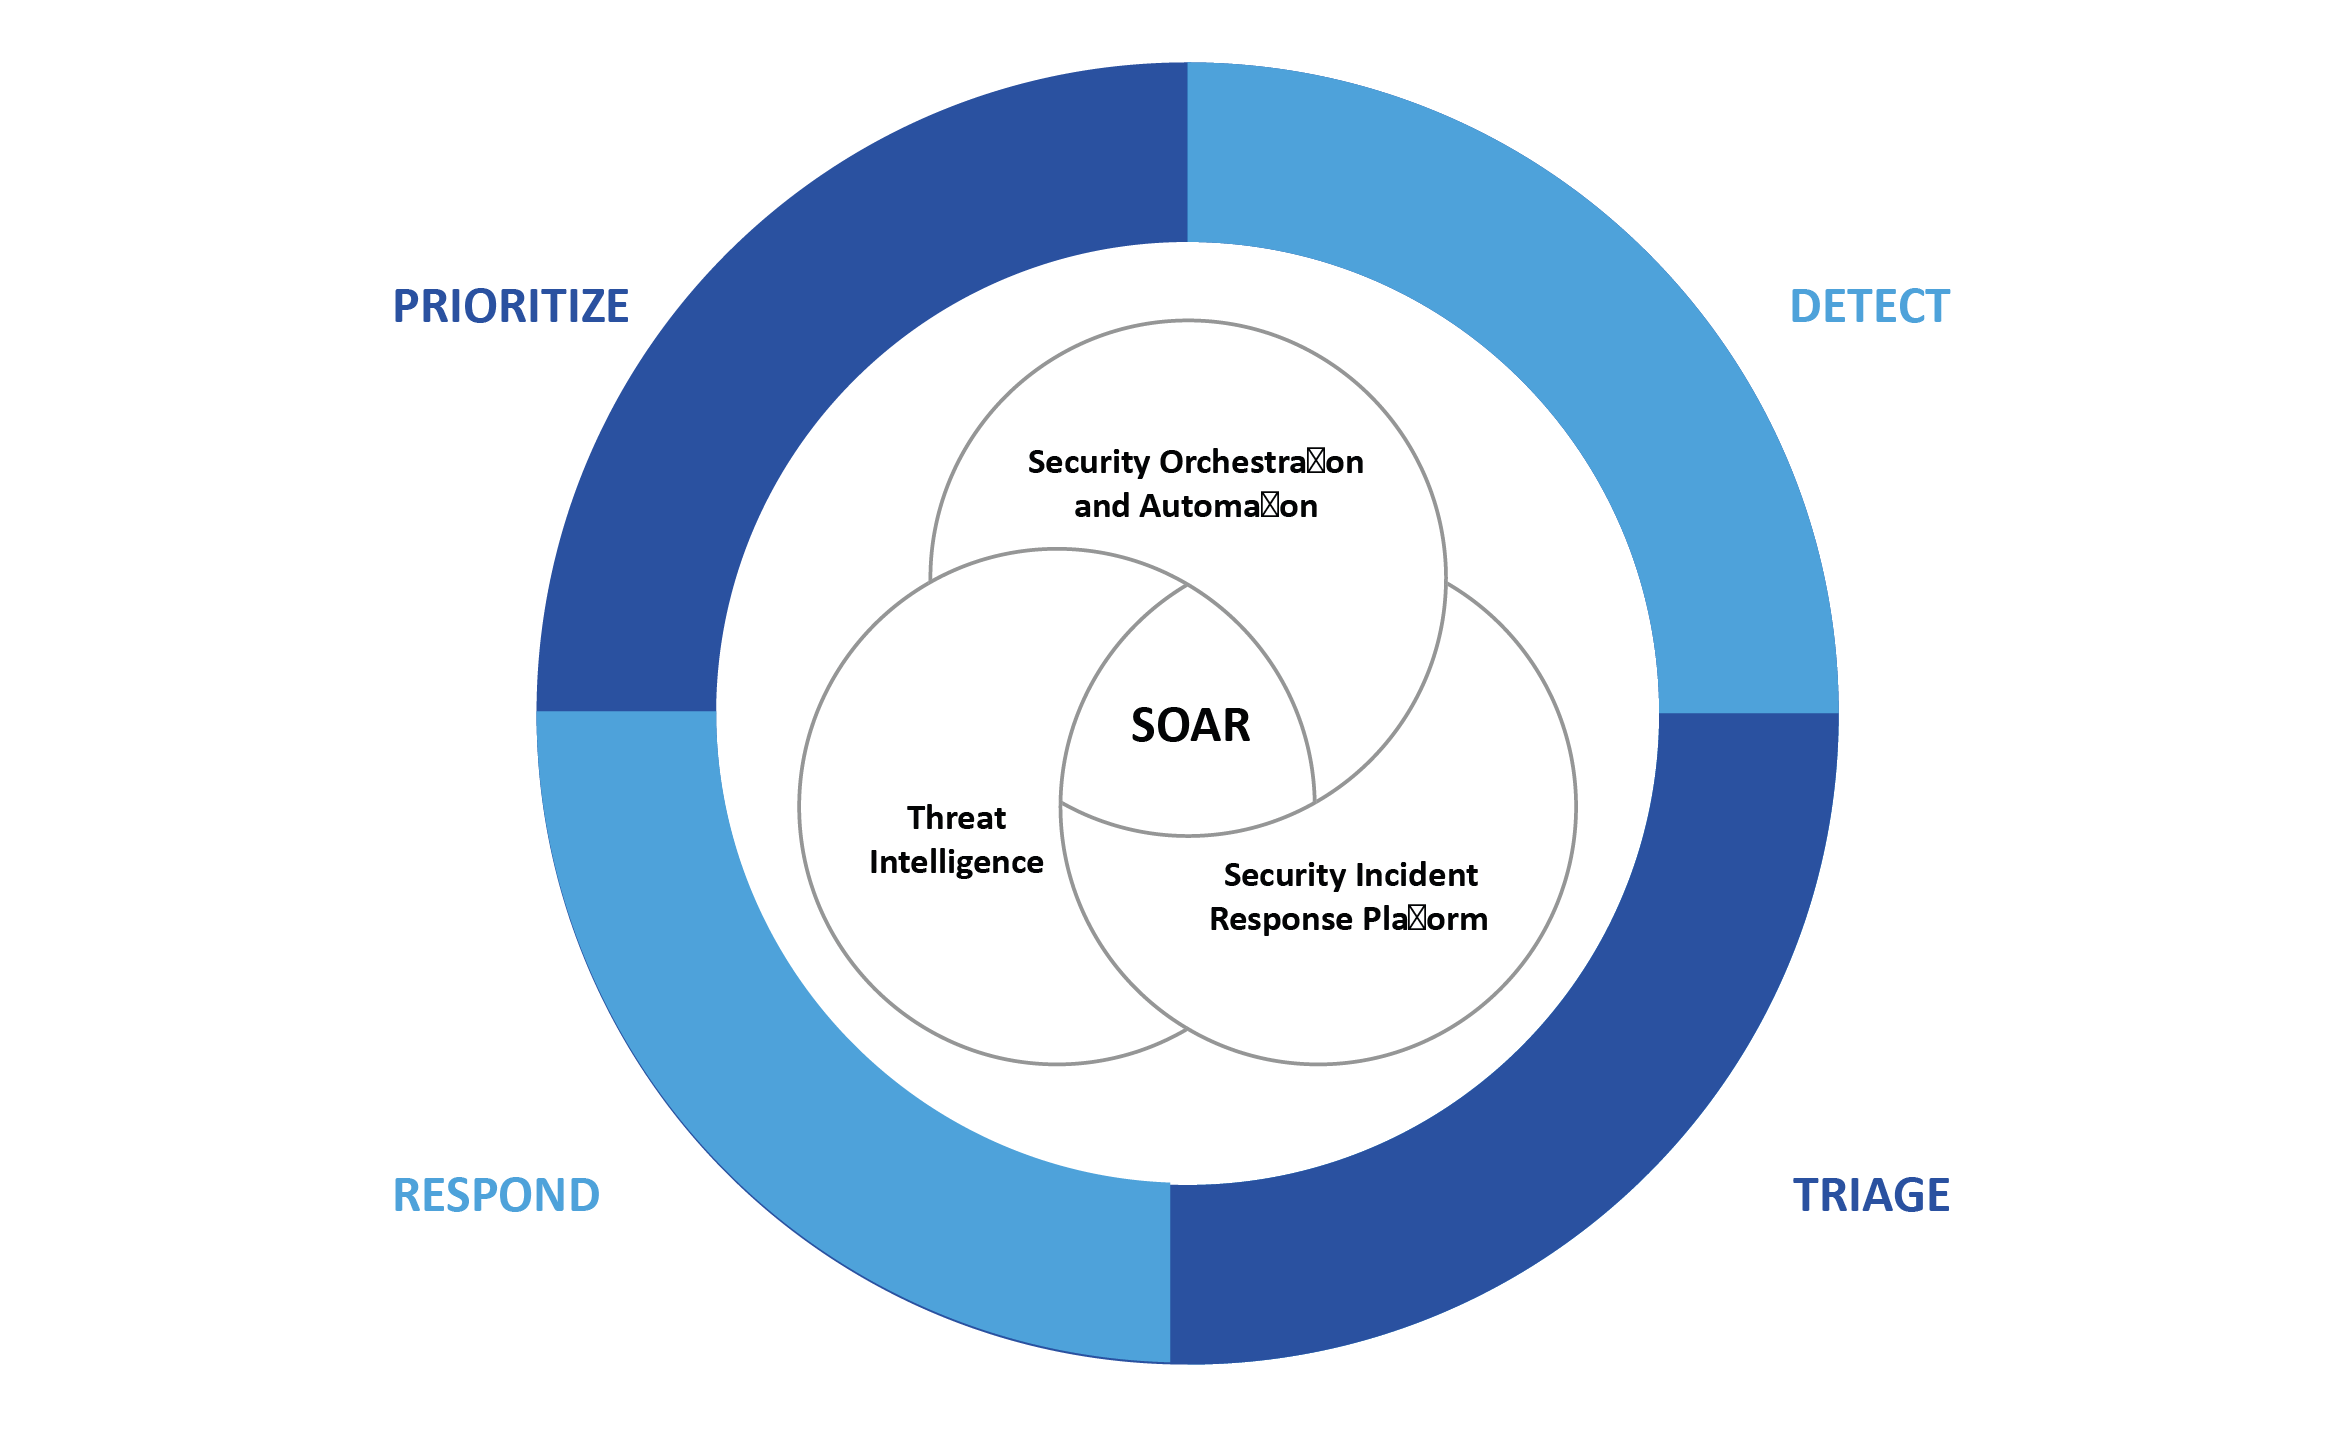 PRIORITIZE
DETECT
Security Orchestra☒on
and Automa☒on
SOAR
Threat
Intelligence
Security Incident
Response Pla☒orm
RESPOND
TRIAGE